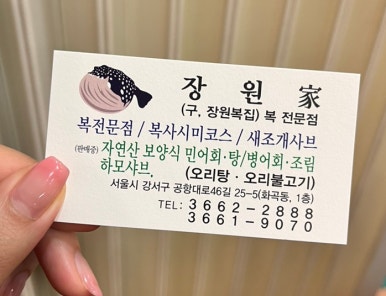 장 원 家
(구, 장원복집) 복 전문점
복전문점 / 복사시미코스 / 새조개샤브
(판매중) 자연산 보양식 민어회·탕/병어회·조림
하모샤브. (오리탕·오리불고기)
서울시 강서구 공항대로46길 25-5(화곡동, 1층)
TEL: 3662-2888
3661-9070